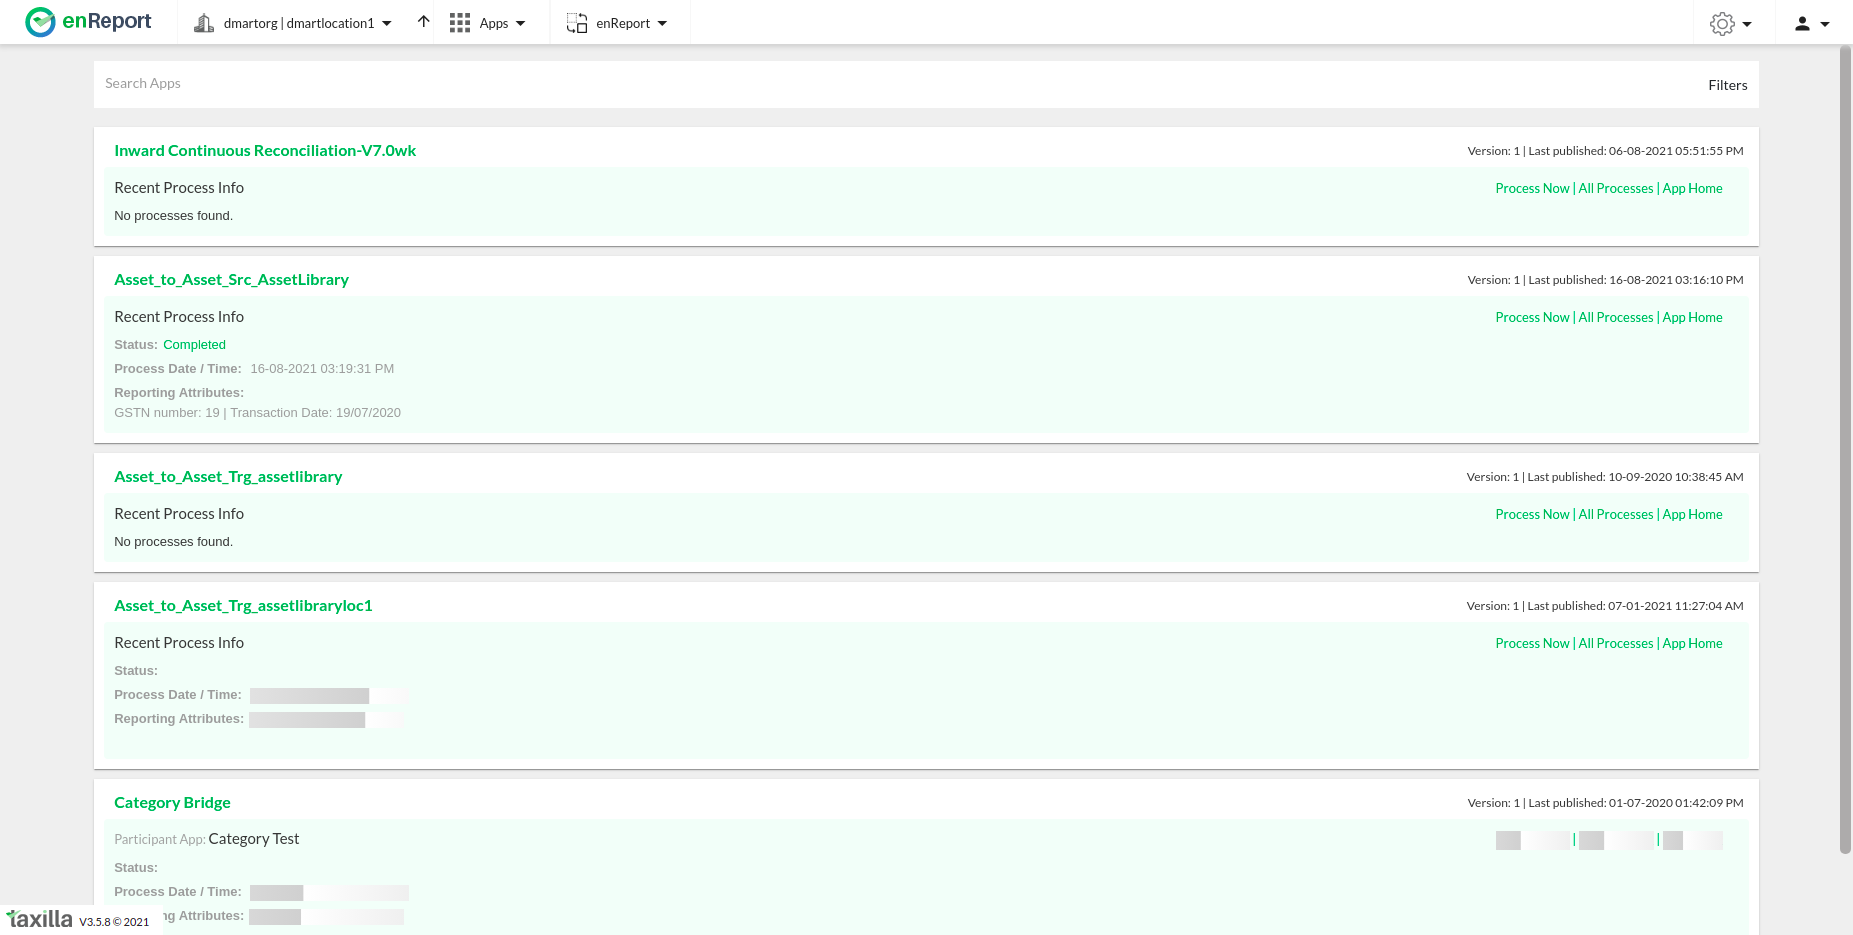 enReport dmartorg | dmartlocation1 Apps enReport
Search Apps Filters
Inward Continuous Reconciliation-V7.0wk Version: 1 | Last published: 06-08-2021 05:51:55 PM
Recent Process Info Process Now | All Processes | App Home
No processes found.
Asset_to_Asset_Src_AssetLibrary Version: 1 | Last published: 16-08-2021 03:16:10 PM
Recent Process Info Process Now | All Processes | App Home
Status: Completed
Process Date / Time: 16-08-2021 03:19:31 PM
Reporting Attributes:
GSTN number: 19 | Transaction Date: 19/07/2020
Asset_to_Asset_Trg_assetlibrary Version: 1 | Last published: 10-09-2020 10:38:45 AM
Recent Process Info Process Now | All Processes | App Home
No processes found.
Asset_to_Asset_Trg_assetlibraryloc1 Version: 1 | Last published: 07-01-2021 11:27:04 AM
Recent Process Info Process Now | All Processes | App Home
Status:
Process Date / Time:
Reporting Attributes:
Category Bridge Version: 1 | Last published: 01-07-2020 01:42:09 PM
Participant App: Category Test | |
Status:
Process Date / Time:
ng Attributes:
taxilla V3.5.8 © 2021